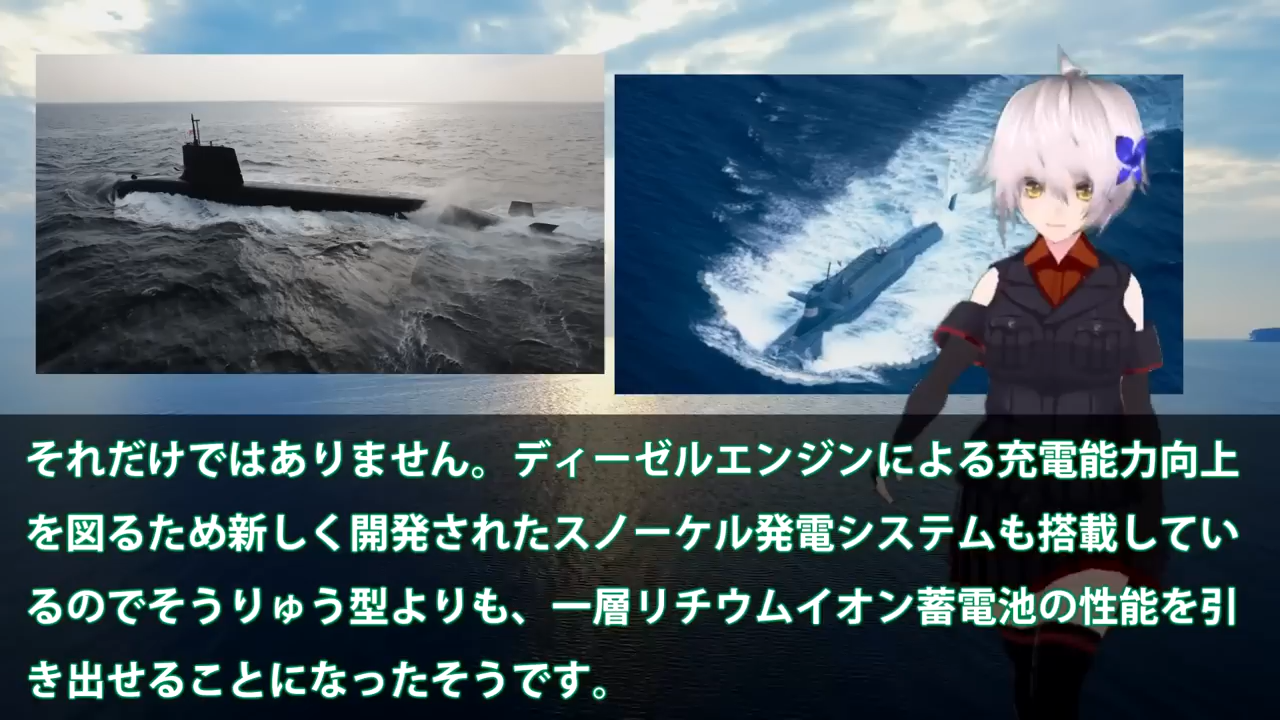 それだけではありません。ディーゼルエンジンによる充電能力向上
を図るため新しく開発されたスノーケル発電システムも搭載してい
るのでそうりゅう型よりも、一層リチウムイオン蓄電池の性能を引
き出せることになったそうです。